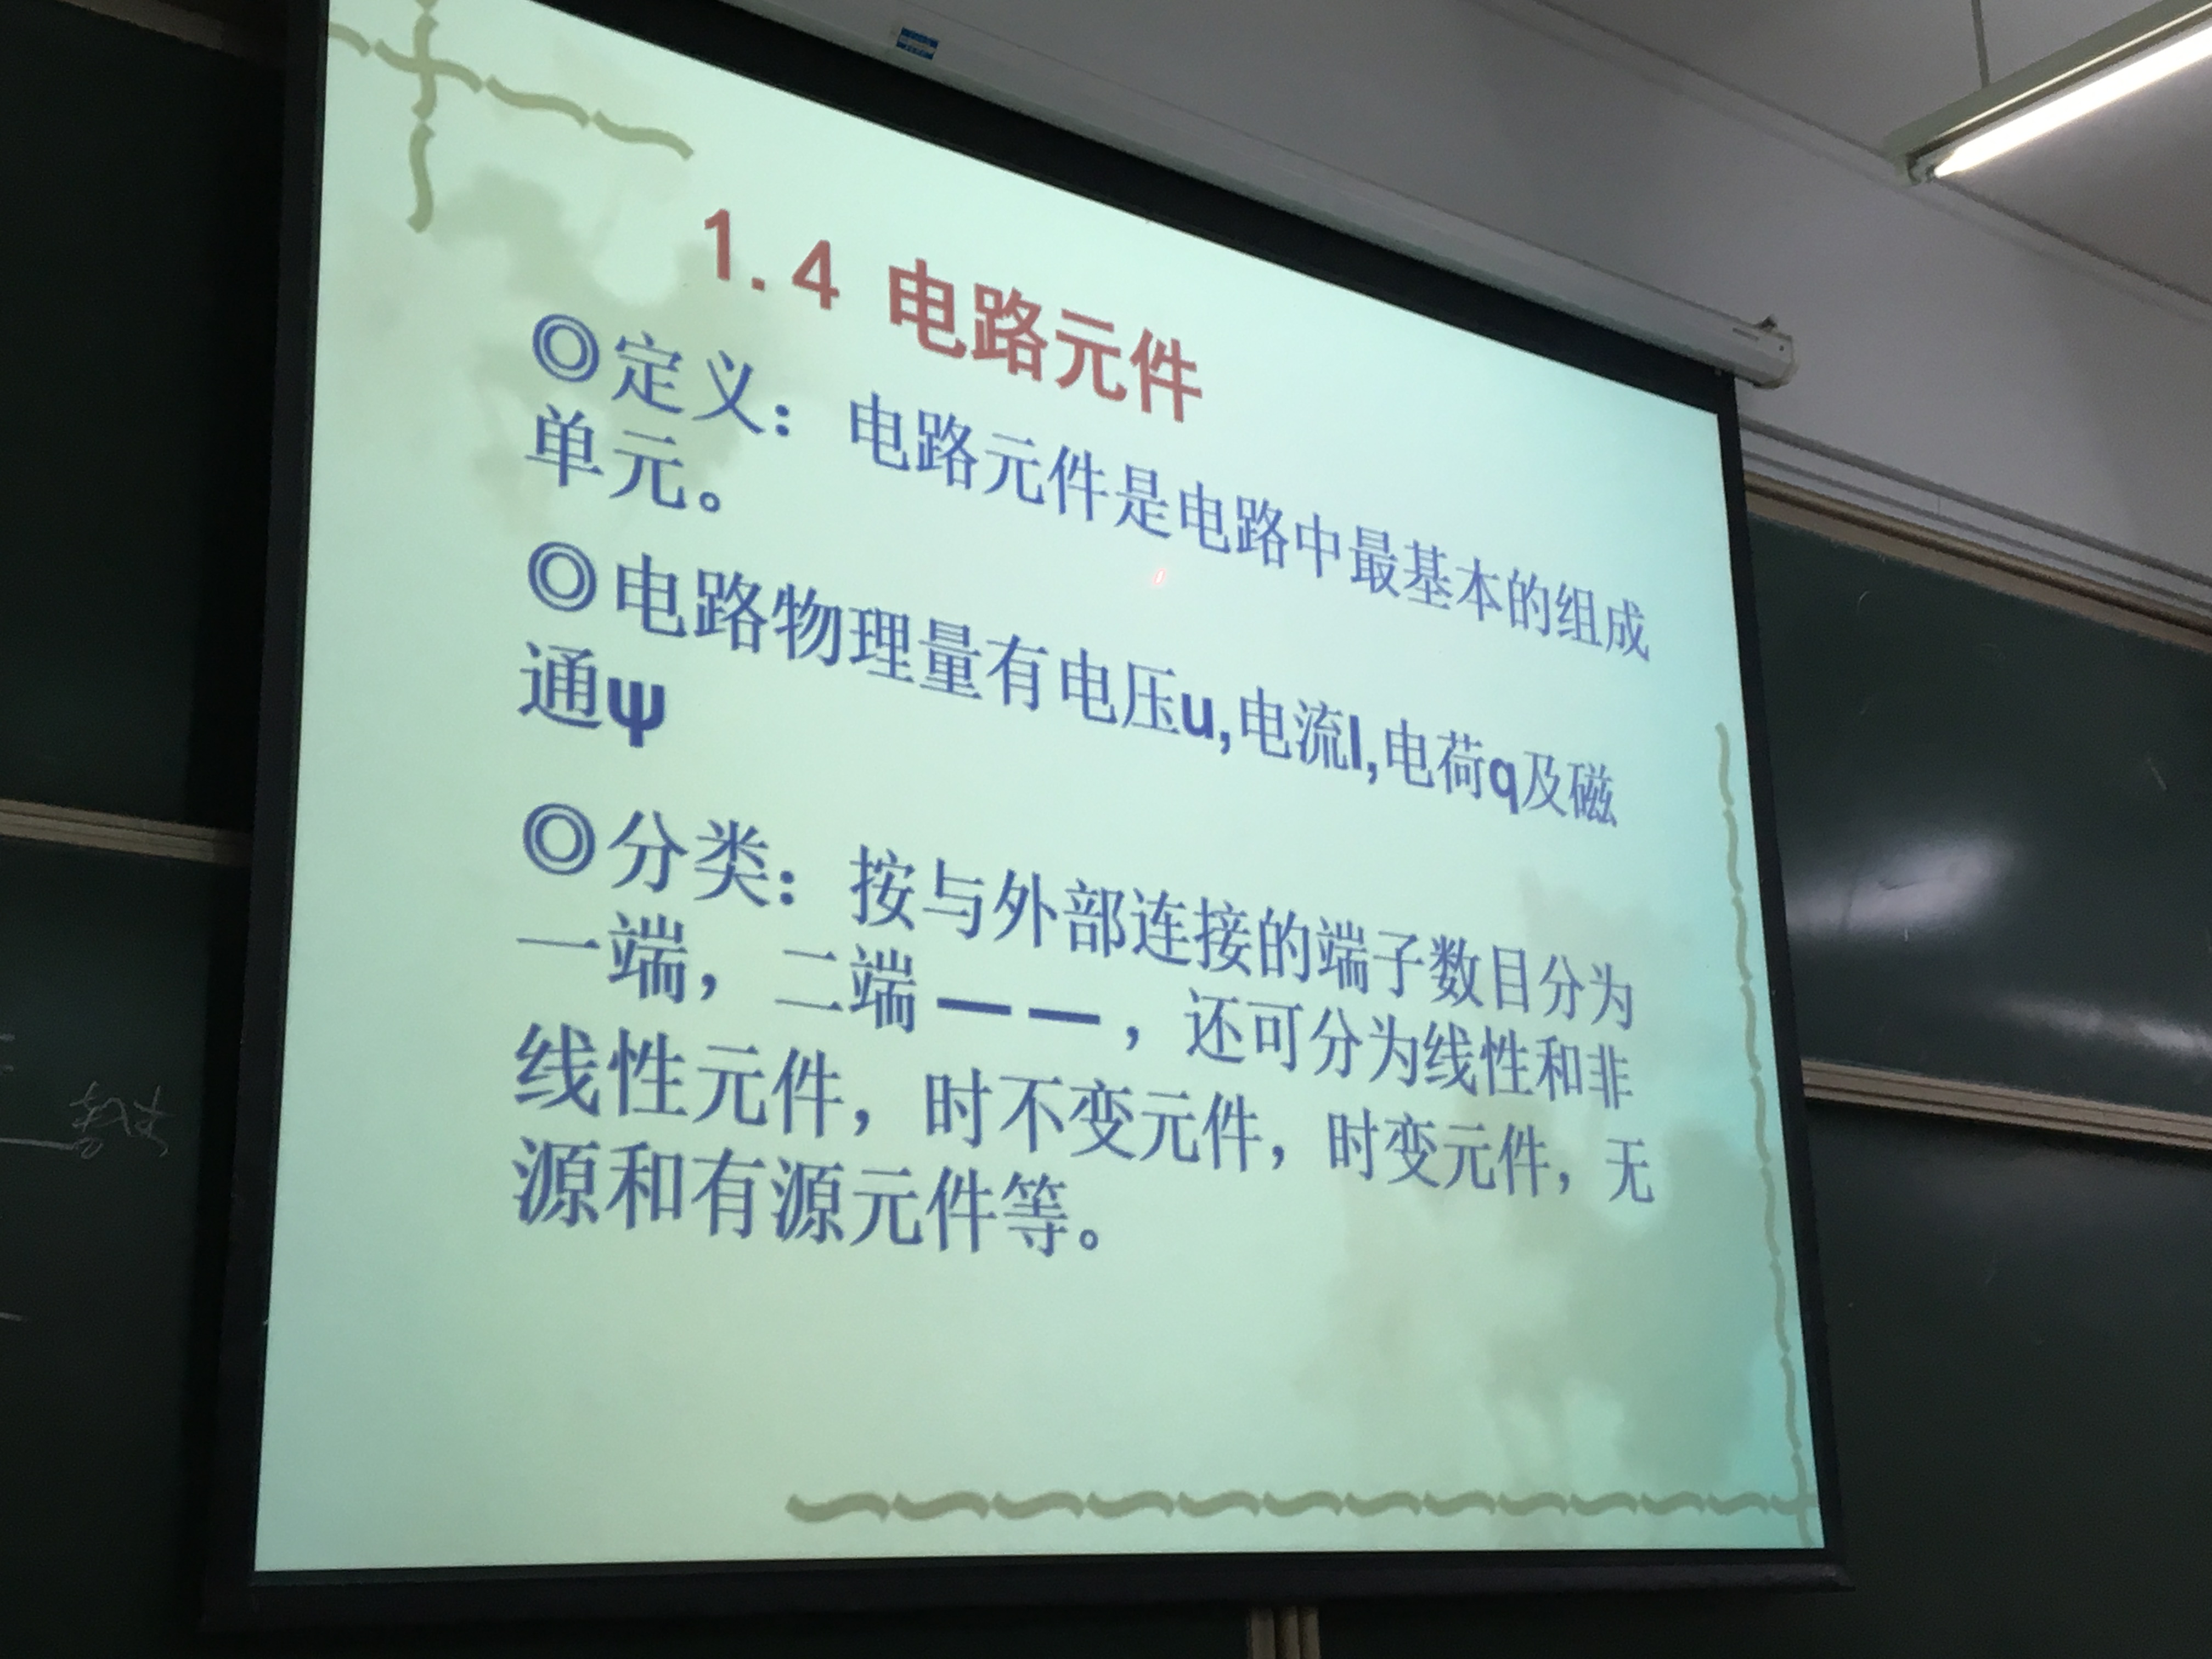 1.4 电路元件
◎定义：电路元件是电路中最基本的组成
单元。
◎电路物理量有电压u,电流I,电荷q及磁
通ψ
◎分类：按与外部连接的端子数目分为
一端，二端——，还可分为线性和非
线性元件，时不变元件，时变元件，无
源和有源元件等。